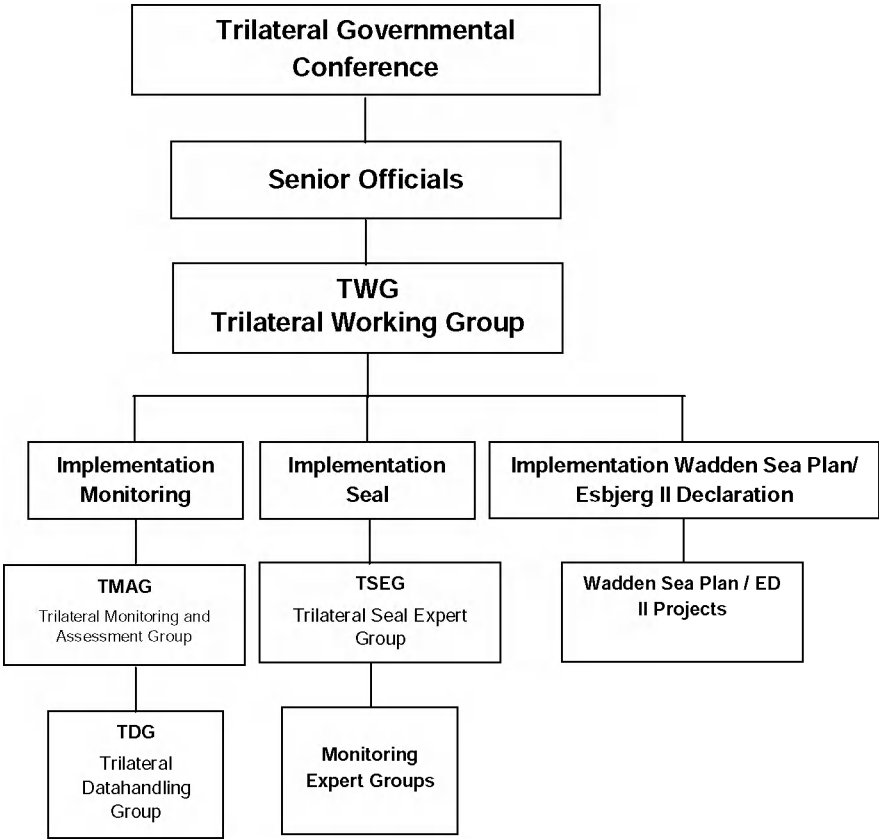 Trilateral Governmental
Conference
Senior Officials
TWG
Trilateral Working Group
Implementation
Monitoring
Implementation
Seal
Implementation Wadden Sea Plan/
Esbjerg II Declaration
TMAG
Trilateral Monitoring and
Assessment Group
TSEG
Trilateral Seal Expert
Group
Wadden Sea Plan / ED
II Projects
TDG
Trilateral
Datahandling
Group
Monitoring
Expert Groups